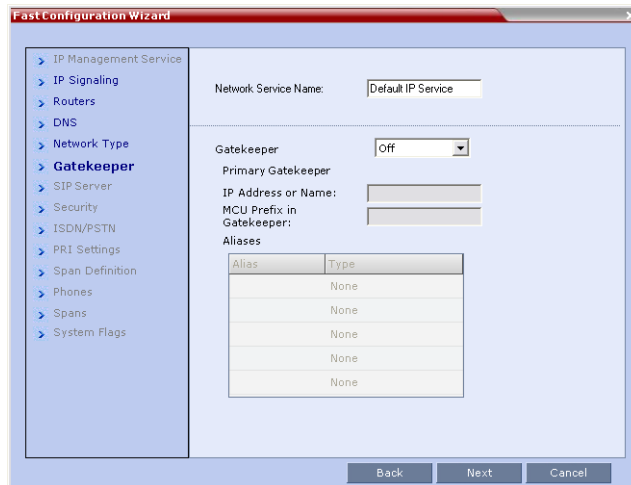 Fast Configuration Wizard
IP Management Service
IP Signaling
Routers
DNS
Network Type
Gatekeeper
SIP Server
Security
ISDN/PSTN
PRI Settings
Span Definition
Phones
Spans
System Flags
Network Service Name: Default IP Service
Gatekeeper Off
Primary Gatekeeper
IP Address or Name:
MCU Prefix in
Gatekeeper:
Aliases
Alias Type
None
None
None
None
None
Back Next Cancel